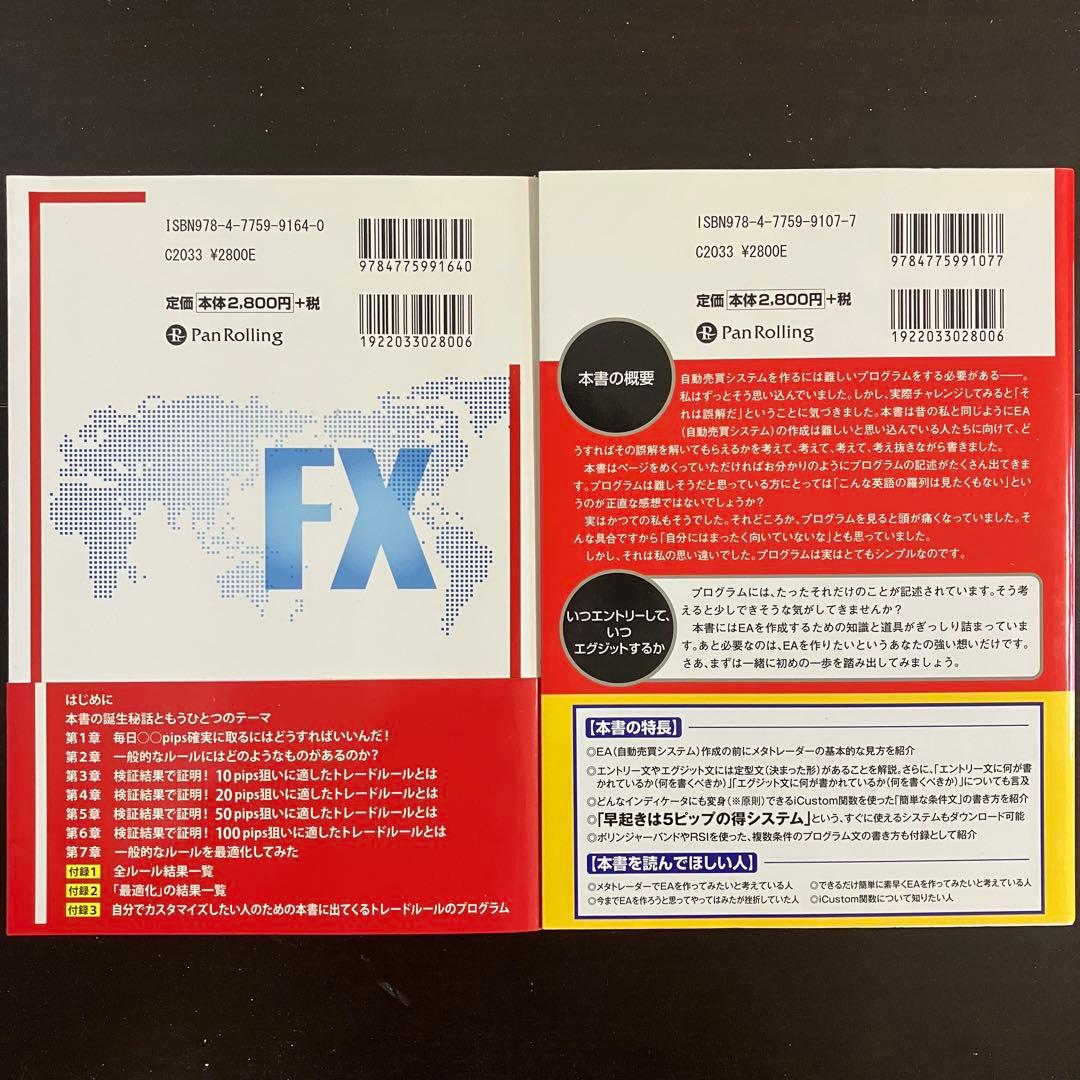 ISBN978-4-7759-9164-0
C2033 ¥2800E
9784775991640
定価 本体2,800円 +税
Pan Rolling
1922033028006
FX
はじめに
本書の誕生秘話ともうひとつのテーマ
第1章 毎日○○pips確実に取るにはどうすればいいんだ!
第2章 一般的なルールにはどのようなものがあるのか?
第3章 検証結果で証明! 10pips狙いに適したトレードルールとは
第4章 検証結果で証明! 20pips狙いに適したトレードルールとは
第5章 検証結果で証明! 50pips狙いに適したトレードルールとは
第6章 検証結果で証明! 100pips狙いに適したトレードルールとは
第7章 一般的なルールを最適化してみた
付録1 全ルール結果一覧
付録2 「最適化」の結果一覧
付録3 自分でカスタマイズしたい人のための本書に出てくるトレードルールのプログラム
ISBN978-4-7759-9107-7
C2033 ¥2800E
9784775991077
定価 本体2,800円 +税
Pan Rolling
1922033028006
本書の概要
自動売買システムを作るには難しいプログラムをする必要がある――。
私はずっとそう思い込んでいました。しかし、実際チャレンジしてみると「そ
れは誤解だ」ということに気づきました。本書は昔の私と同じようにEA
(自動売買システム)の作成は難しいと思い込んでいる人たちに向けて、ど
うすればその誤解を解いてもらえるかを考えて、考えて、考えて、考え抜きながら書きました。
本書はページをめくっていただければお分かりのようにプログラムの記述がたくさん出てきま
す。プログラムは難しそうだと思っている方にとっては「こんな英語の羅列は見たくもない」とい
うのが正直な感想ではないでしょうか?
実はかつての私もそうでした。それどころか、プログラムを見ると頭が痛くなっていました。そ
んな具合ですから「自分にはまったく向いていないな」とも思っていました。
しかし、それは私の思い違いでした。プログラムは実はとてもシンプルなのです。
いつエントリーして、
いつ
エグジットするか
プログラムには、たったそれだけのことが記述されています。そう考
えると少しできそうな気がしてきませんか?
本書にはEAを作成するための知識と道具がぎっしり詰まっていま
す。あと必要なのは、EAを作りたいというあなたの強い想いだけです。
さあ、まずは一緒に初めの一歩を踏み出してみましょう。
【本書の特長】
◎EA(自動売買システム)作成の前にメタトレーダーの基本的な見方を紹介
◎エントリー文やエグジット文には定型文(決まった形)があることを解説。さらに、「エントリー文に何が書
かれているか(何を書くべきか)」「エグジット文に何が書かれているか(何を書くべきか)」についても言及
◎どんなインディケータにも変身(※原則)できるiCustom関数を使った「簡単な条件文」の書き方を紹介
◎「早起きは5ピップの得システム」という、すぐに使えるシステムもダウンロード可能
◎ボリンジャーバンドやRSIを使った、複数条件のプログラム文の書き方も付録として紹介
【本書を読んでほしい人】
◎メタトレーダーでEAを作ってみたいと考えている人 ◎できるだけ簡単に素早くEAを作ってみたいと考えている人
◎今までEAを作ろうと思ってやってはみたが挫折していた人 ◎iCustom関数について知りたい人